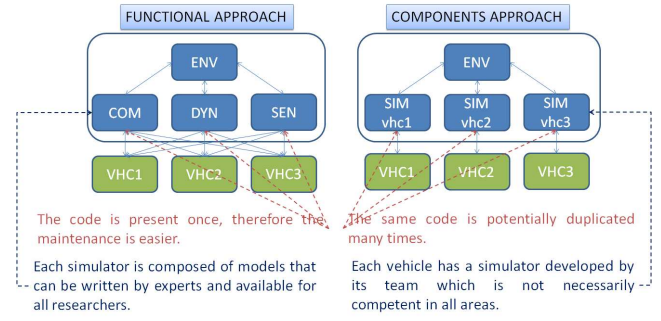 FUNCTIONAL APPROACH
COMPONENTS APPROACH
ENV
COM DYN SEN
VHC1 VHC2 VHC3
ENV
SIM vhc1
SIM vhc2
SIM vhc3
VHC1 VHC2 VHC3
The code is present once, therefore the
maintenance is easier.
The same code is potentially duplicated
many times.
Each simulator is composed of models that
can be written by experts and available for
all researchers.
Each vehicle has a simulator developed by
its team which is not necessarily
competent in all areas.